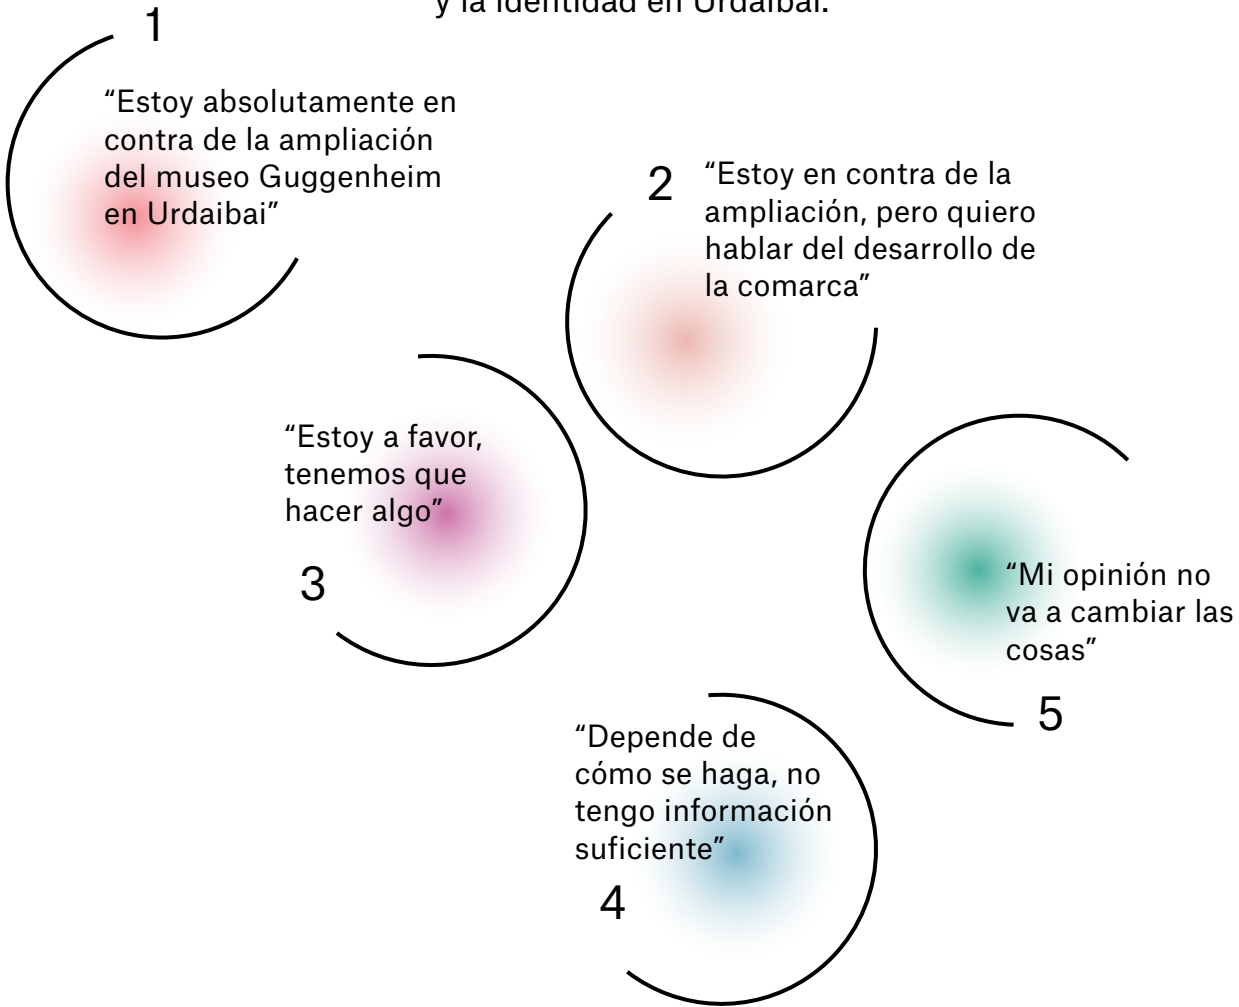 y la identidad en Urdaibai.
1
“Estoy absolutamente en
contra de la ampliación
del museo Guggenheim
en Urdaibai”
2
“Estoy en contra de la
ampliación, pero quiero
hablar del desarrollo de
la comarca”
“Estoy a favor,
tenemos que
hacer algo”
3
“Mi opinión no
va a cambiar las
cosas”
5
“Depende de
cómo se haga, no
tengo información
suficiente”
4